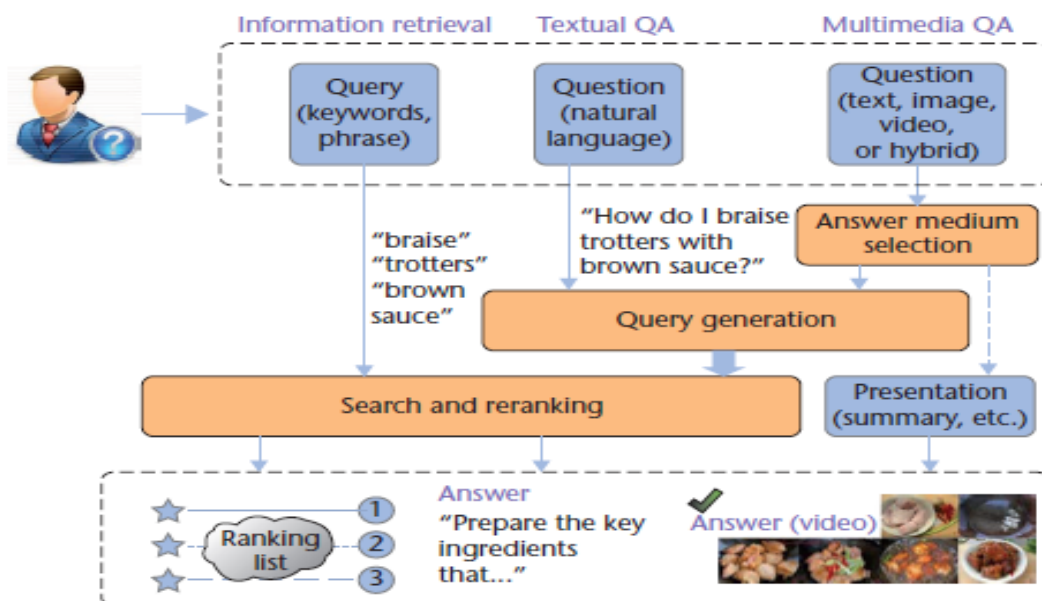 Information retrieval
Textual QA
Multimedia QA
Query
(keywords,
phrase)
Question
(natural
language)
Question
(text, image,
video,
or hybrid)
?
"braise"
"trotters"
"brown
sauce"
"How do I braise
trotters with
brown sauce?"
Answer medium
selection
Query generation
Search and reranking
Presentation
(summary, etc.)
Ranking
list
1
2
3
Answer
"Prepare the key
ingredients
that..."
Answer (video)